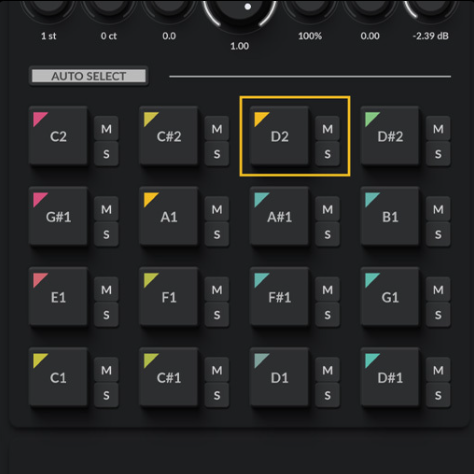 1 st 0 ct 0.0 1.00 100% 0.00 -2.39 dB
AUTO SELECT
C2 M S C#2 M S D2 M S D#2 M S
G#1 M S A1 M S A#1 M S B1 M S
E1 M S F1 M S F#1 M S G1 M S
C1 M S C#1 M S D1 M S D#1 M S